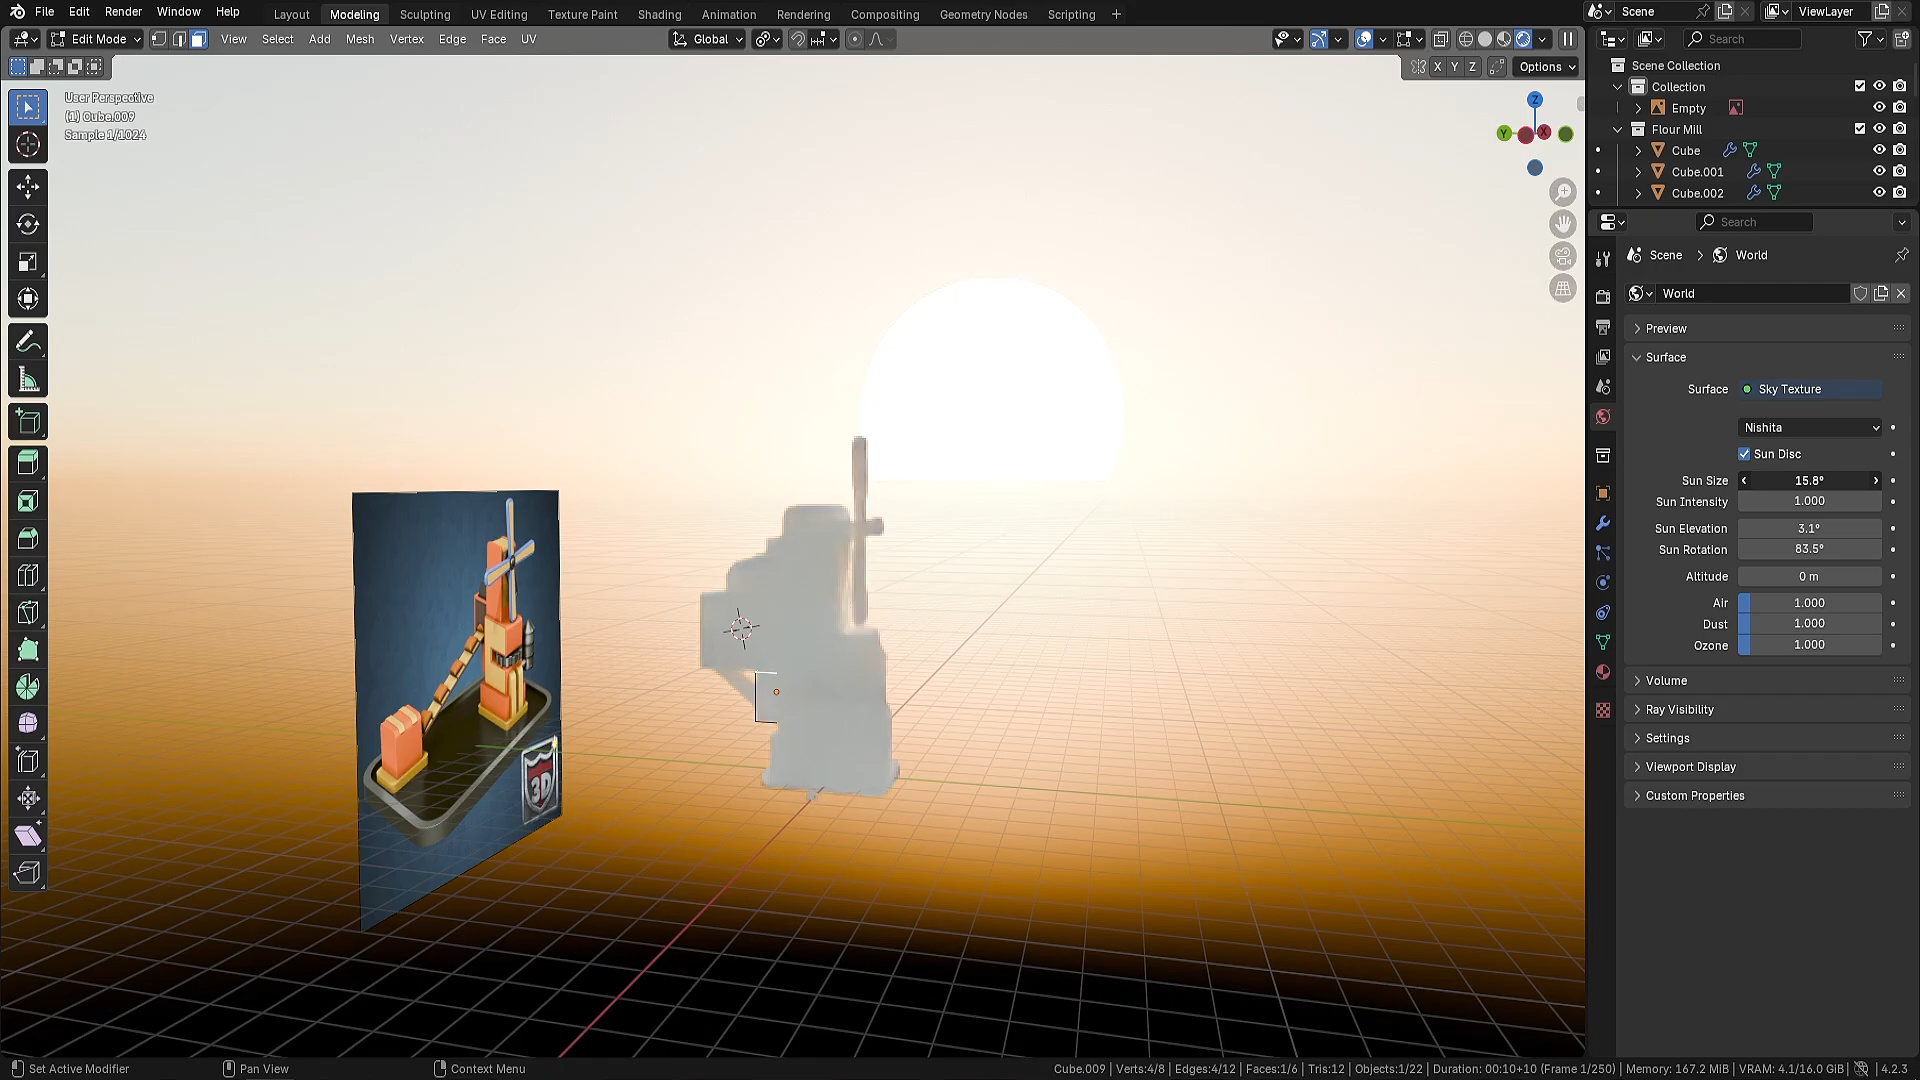 File Edit Render Window Help Layout Modeling Sculpting UV Editing Texture Paint Shading Animation Rendering Compositing Geometry Nodes Scripting + Scene ViewLayer
Edit Mode View Select Add Mesh Vertex Edge Face UV Global Search
X Y Z Options
User Perspective
(1) Cube.009
Sample 1/1024
Z
Y X
Scene Collection
Collection
Empty
Flour Mill
Cube
Cube.001
Cube.002
Search
Scene > World
World
Preview
Surface
Surface Sky Texture
Nishita
Sun Disc
Sun Size 15.8°
Sun Intensity 1.000
Sun Elevation 3.1°
Sun Rotation 83.5°
Altitude 0 m
Air 1.000
Dust 1.000
Ozone 1.000
Volume
Ray Visibility
Settings
Viewport Display
Custom Properties
3D
Set Active Modifier Pan View Context Menu Cube.009 | Verts:4/8 | Edges:4/12 | Faces:1/6 | Tris:12 | Objects:1/22 | Duration: 00:10+10 (Frame 1/250) | Memory: 167.2 MiB | VRAM: 4.1/16.0 GiB | 4.2.3